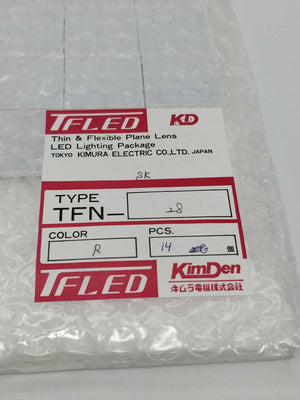 TFLED KD
Thin & Flexible Plane Lens
LED Lighting Package
TOKYO KIMURA ELECTRIC CO.,LTD. JAPAN
SK
TYPE
TFN- 28
COLOR R
PCS. 14 個
TFLED KimDen
キムラ電機株式会社